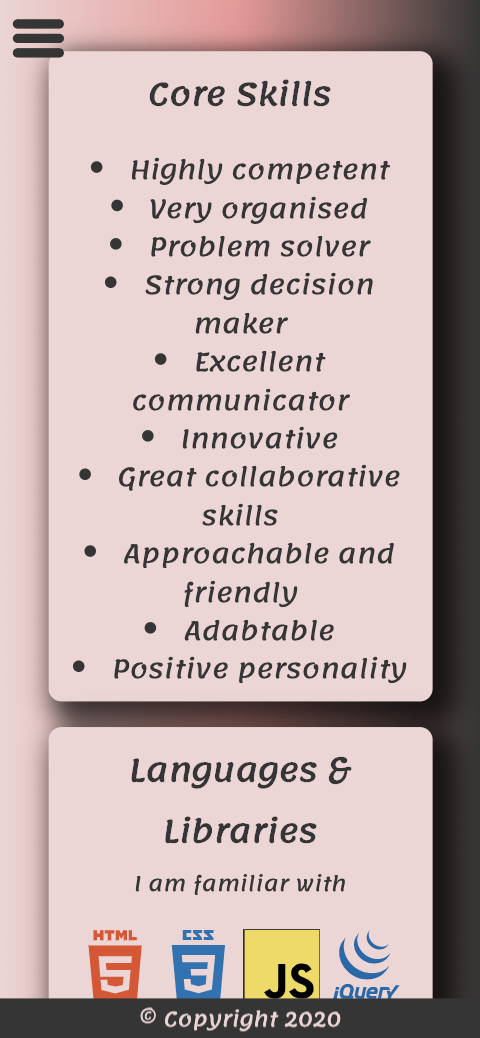 Core Skills
• Highly competent
• Very organised
• Problem solver
• Strong decision
maker
• Excellent
communicator
• Innovative
• Great collaborative
skills
• Approachable and
friendly
• Adabtable
• Positive personality
Languages &
Libraries
I am familiar with
HTML CSS JS jQuery
5 3
© Copyright 2020